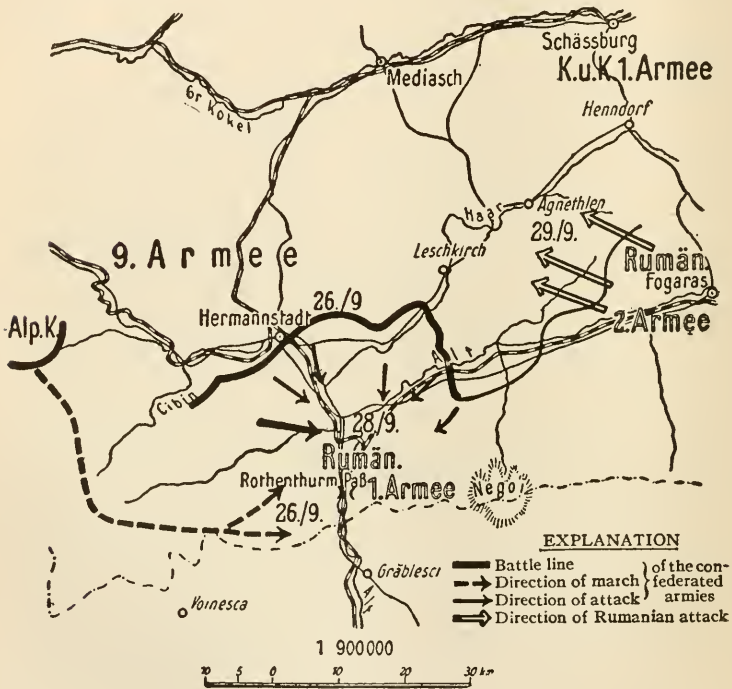 Schässburg
K.u.K.1.Armee
Mediasch
Gr Kokel
Henndorf
Agnethlen
Haar
29./9.
9. Armee
Leschkirch
Rumän.
Fogaras
2.Armee
26./9
Hermannstadt
Alp.K.
Alt
Cibin
28./9.
Rumän.
1.Armee
Rothenthurm Paß
26./9.
Negoi
EXPLANATION
Battle line
Direction of march
Direction of attack
of the con-
federated
armies
Direction of Rumanian attack
Gräblesci
Voinesca
1 900000
10 5 0 10 20 30 km